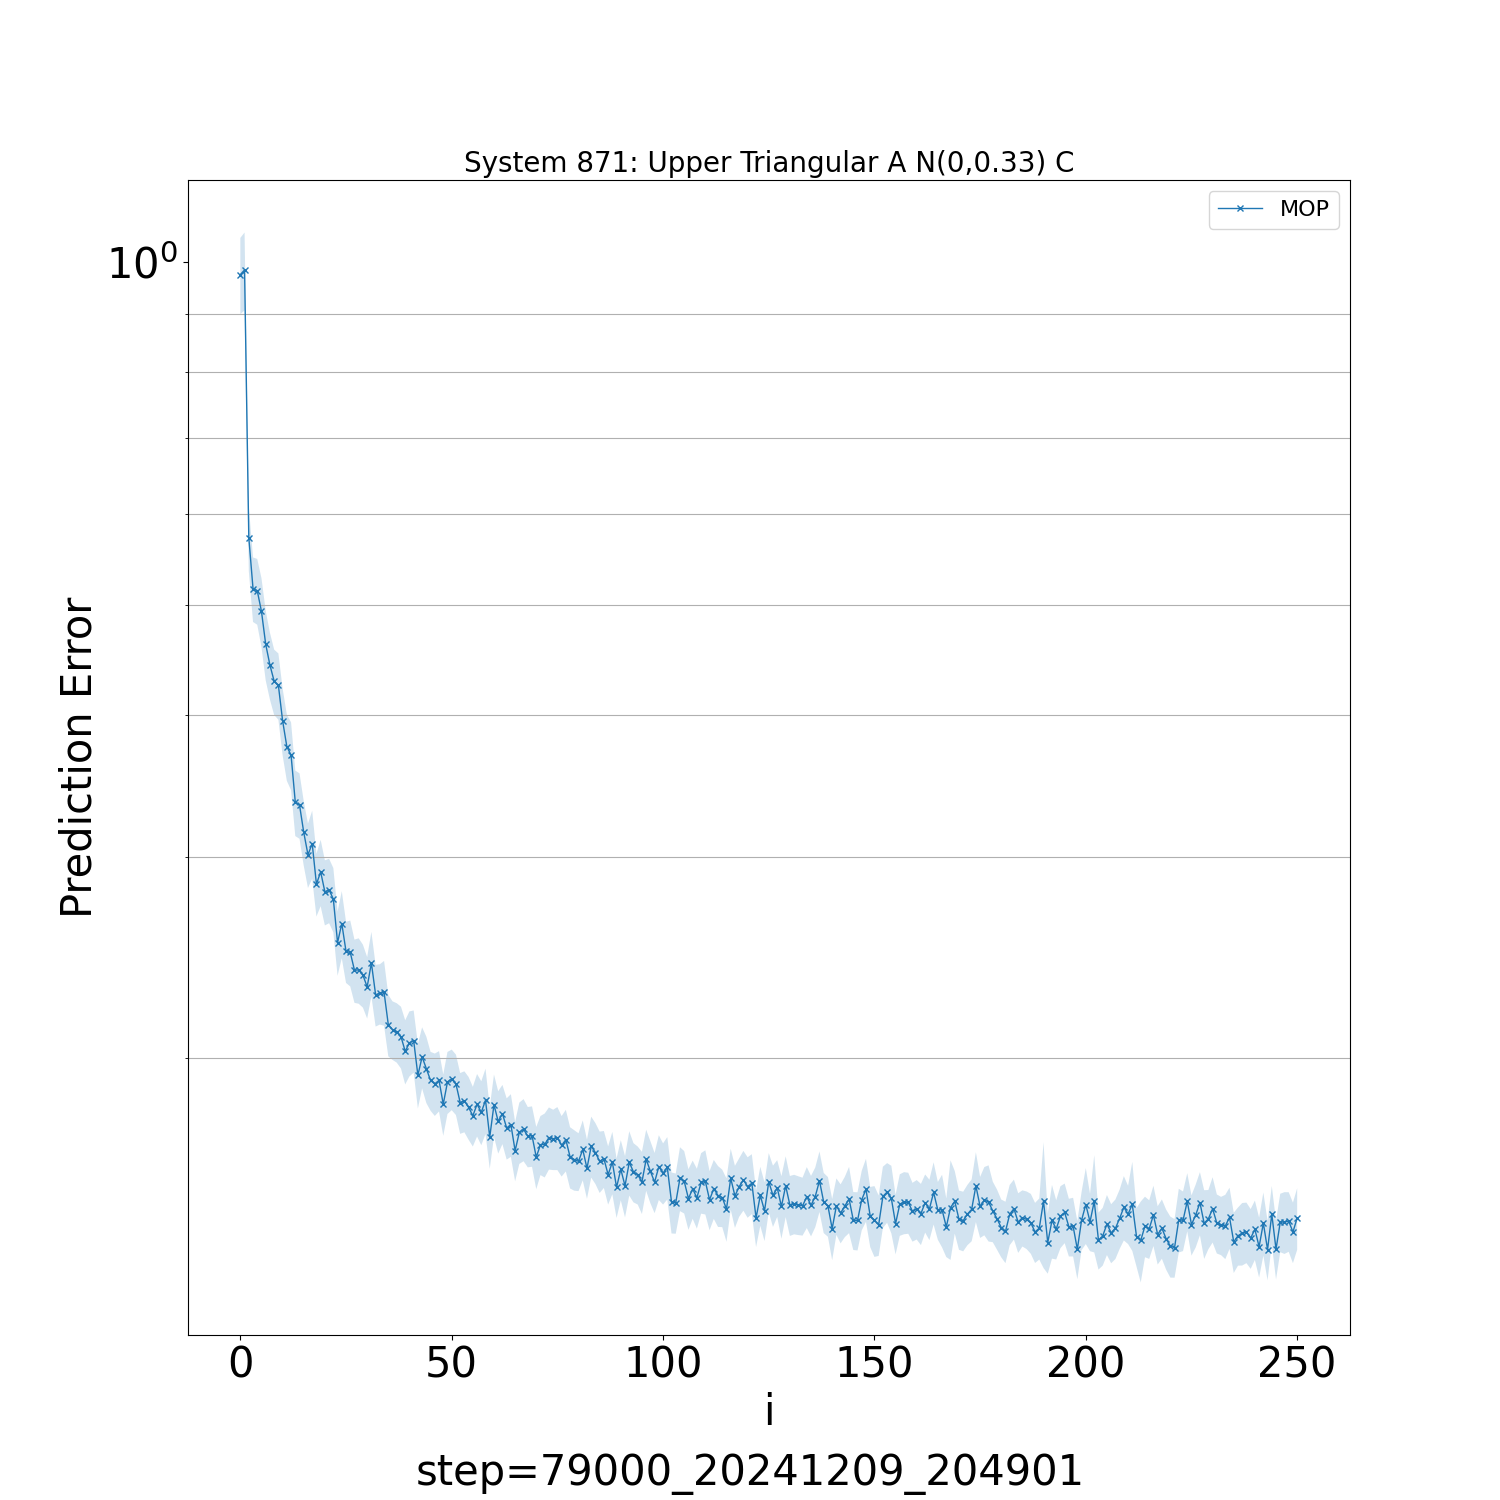 System 871: Upper Triangular A N(0,0.33) C
MOP
10⁰
Prediction Error
0 50 100 150 200 250
i
step=79000_20241209_204901